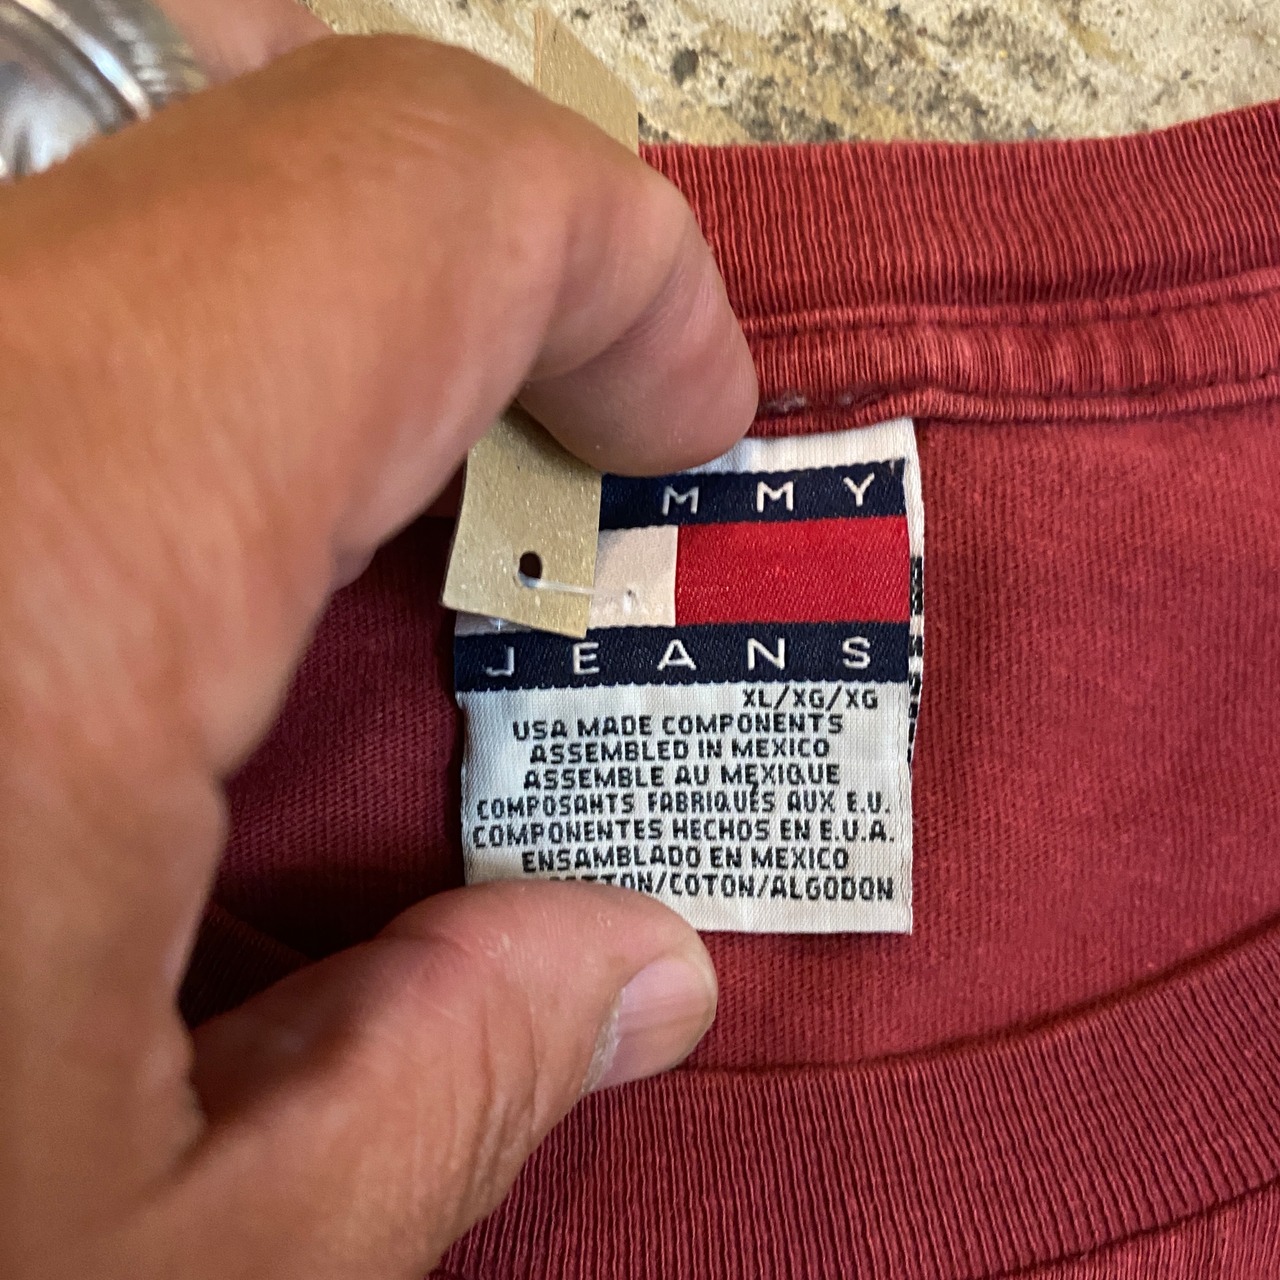 MMY
JEANS
XL/XG/XG
USA MADE COMPONENTS
ASSEMBLED IN MEXICO
ASSEMBLE AU MEXIQUE
COMPOSANTS FABRIQUÉS AUX E.U.
COMPONENTES HECHOS EN E.U.A.
ENSAMBLADO EN MEXICO
TTON/COTON/ALGODON